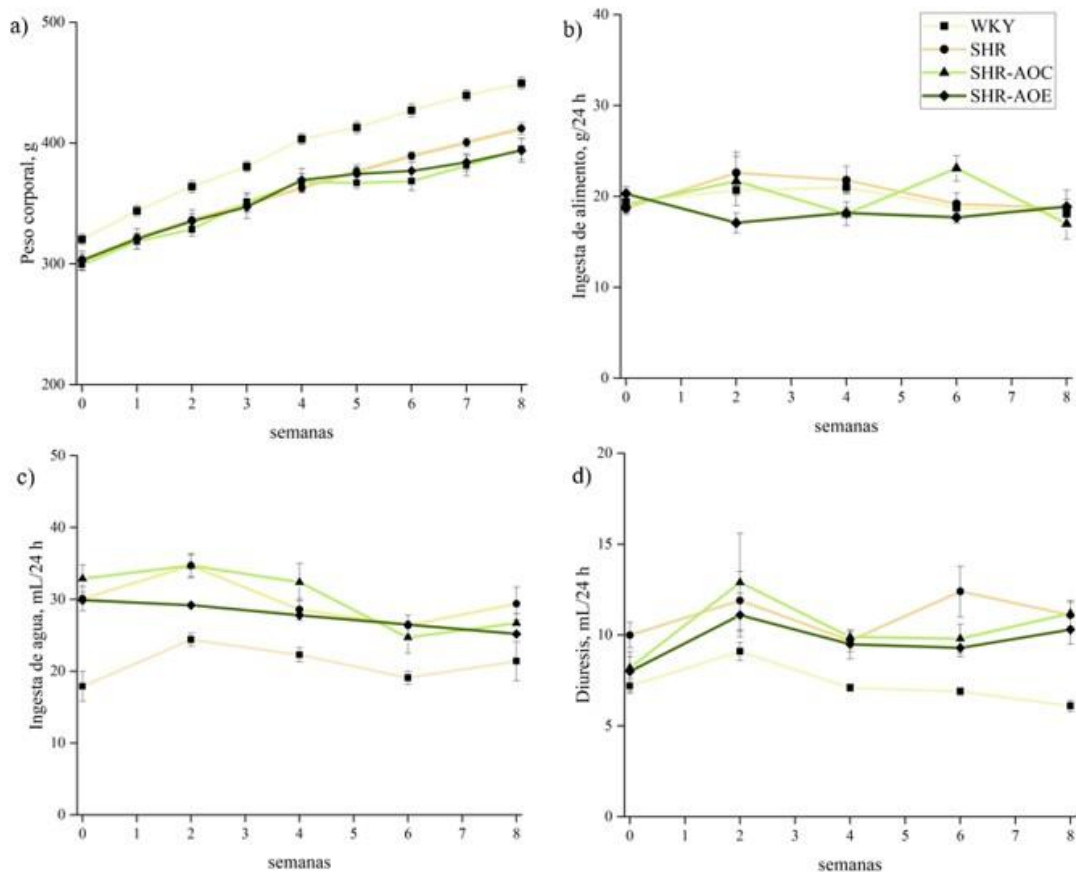 a)
500
400
300
200
Peso corporal, g
0 1 2 3 4 5 6 7 8
semanas
b)
40
30
20
10
0
Ingesta de alimento, g/24 h
0 1 2 3 4 5 6 7 8
semanas
WKY
SHR
SHR-AOC
SHR-AOE
c)
50
40
30
20
10
0
Ingesta de agua, mL/24 h
0 1 2 3 4 5 6 7 8
semanas
d)
20
15
10
5
0
Diuresis, mL/24 h
0 1 2 3 4 5 6 7 8
semanas